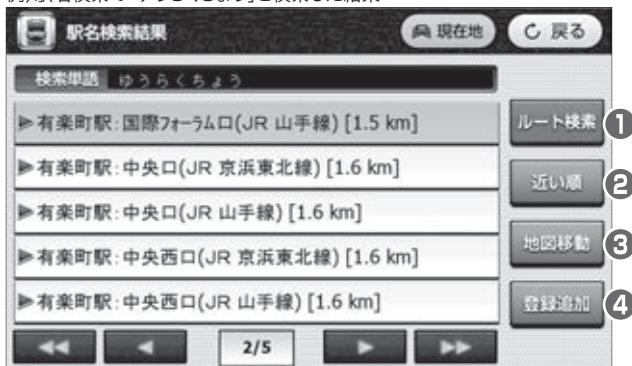 駅名検索結果
現在地
戻る
検索単語 ゆうらくちょう
有楽町駅:国際フォーラム口(JR 山手線) [1.5 km]
有楽町駅:中央口(JR 京浜東北線) [1.6 km]
有楽町駅:中央口(JR 山手線) [1.6 km]
有楽町駅:中央西口(JR 京浜東北線) [1.6 km]
有楽町駅:中央西口(JR 山手線) [1.6 km]
ルート検索 ❶
近い順 ❷
地図移動 ❸
登録追加 ❹
2/5